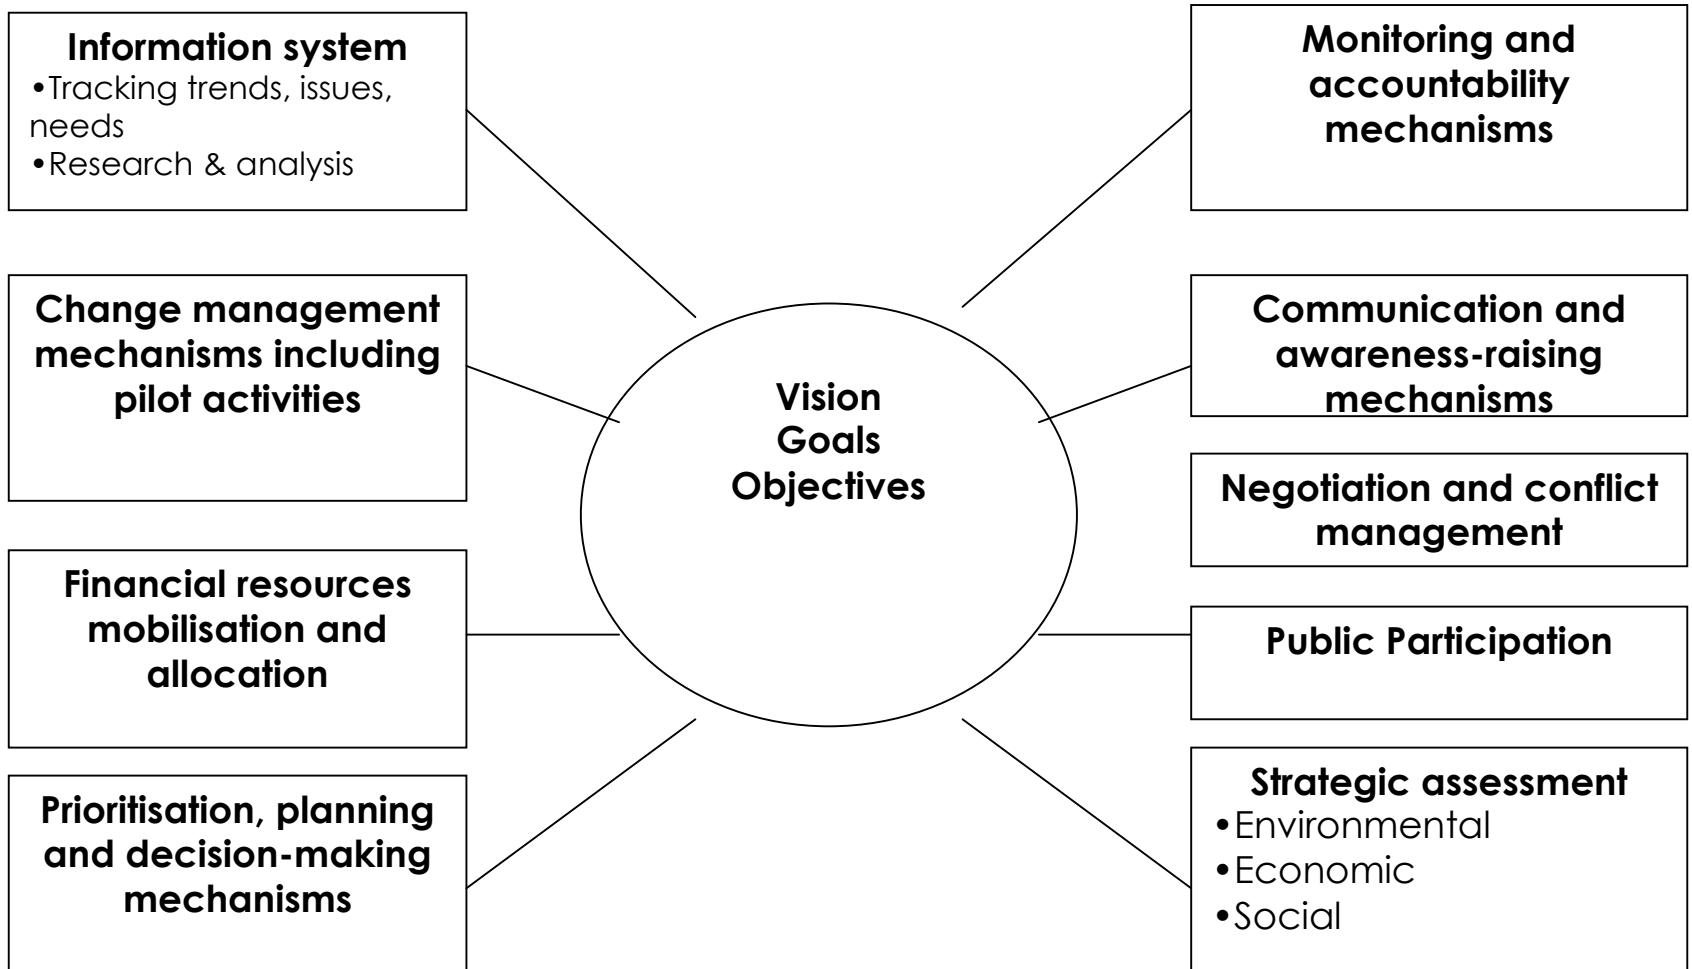 Information system
•Tracking trends, issues,
needs
•Research & analysis
Change management
mechanisms including
pilot activities
Financial resources
mobilisation and
allocation
Prioritisation, planning
and decision-making
mechanisms
Vision
Goals
Objectives
Monitoring and
accountability
mechanisms
Communication and
awareness-raising
mechanisms
Negotiation and conflict
management
Public Participation
Strategic assessment
•Environmental
•Economic
•Social